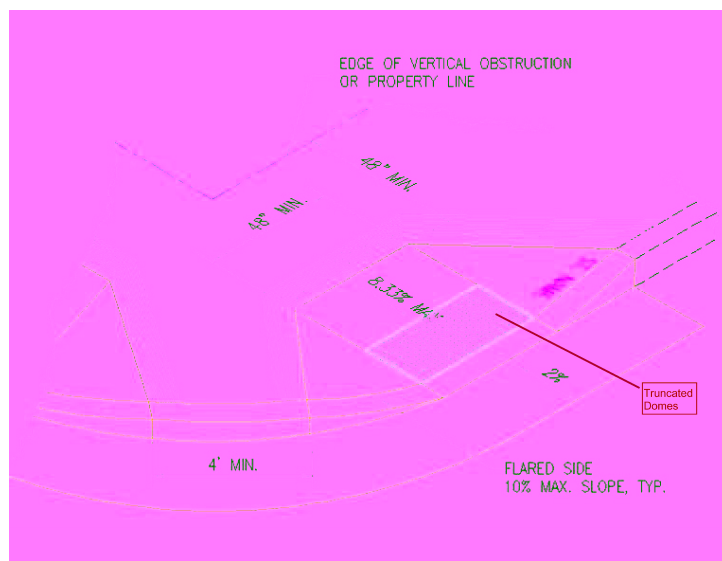 EDGE OF VERTICAL OBSTRUCTION
OR PROPERTY LINE
48" MIN.
48" MIN.
8.33%
2%
Truncated
Domes
4' MIN.
FLARED SIDE
10% MAX. SLOPE, TYP.